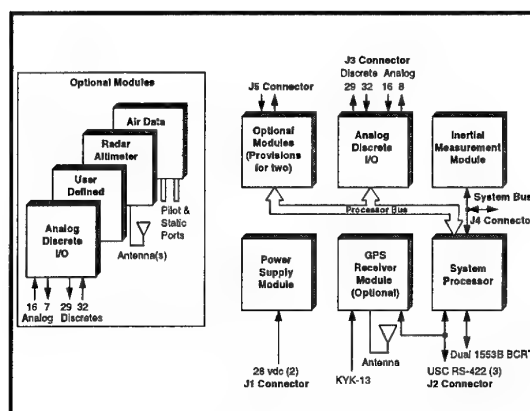 Optional Modules
Air Data
Radar
Altimeter
User
Defined
Analog
Discrete
I/O
Pilot &
Static
Ports
Antenna(s)
16 7 29 32
Analog Discretes
J5 Connector
J3 Connector
Discrete Analog
29 32 16 8
Optional
Modules
(Provisions
for two)
Analog
Discrete
I/O
Inertial
Measurement
Module
System Bus
J4 Connector
Processor Bus
Power
Supply
Module
GPS
Receiver
Module
(Optional)
System
Processor
Antenna
28 vdc (2)
J1 Connector
KYK-13
Dual 1553B BCRT
USC RS-422 (3)
J2 Connector